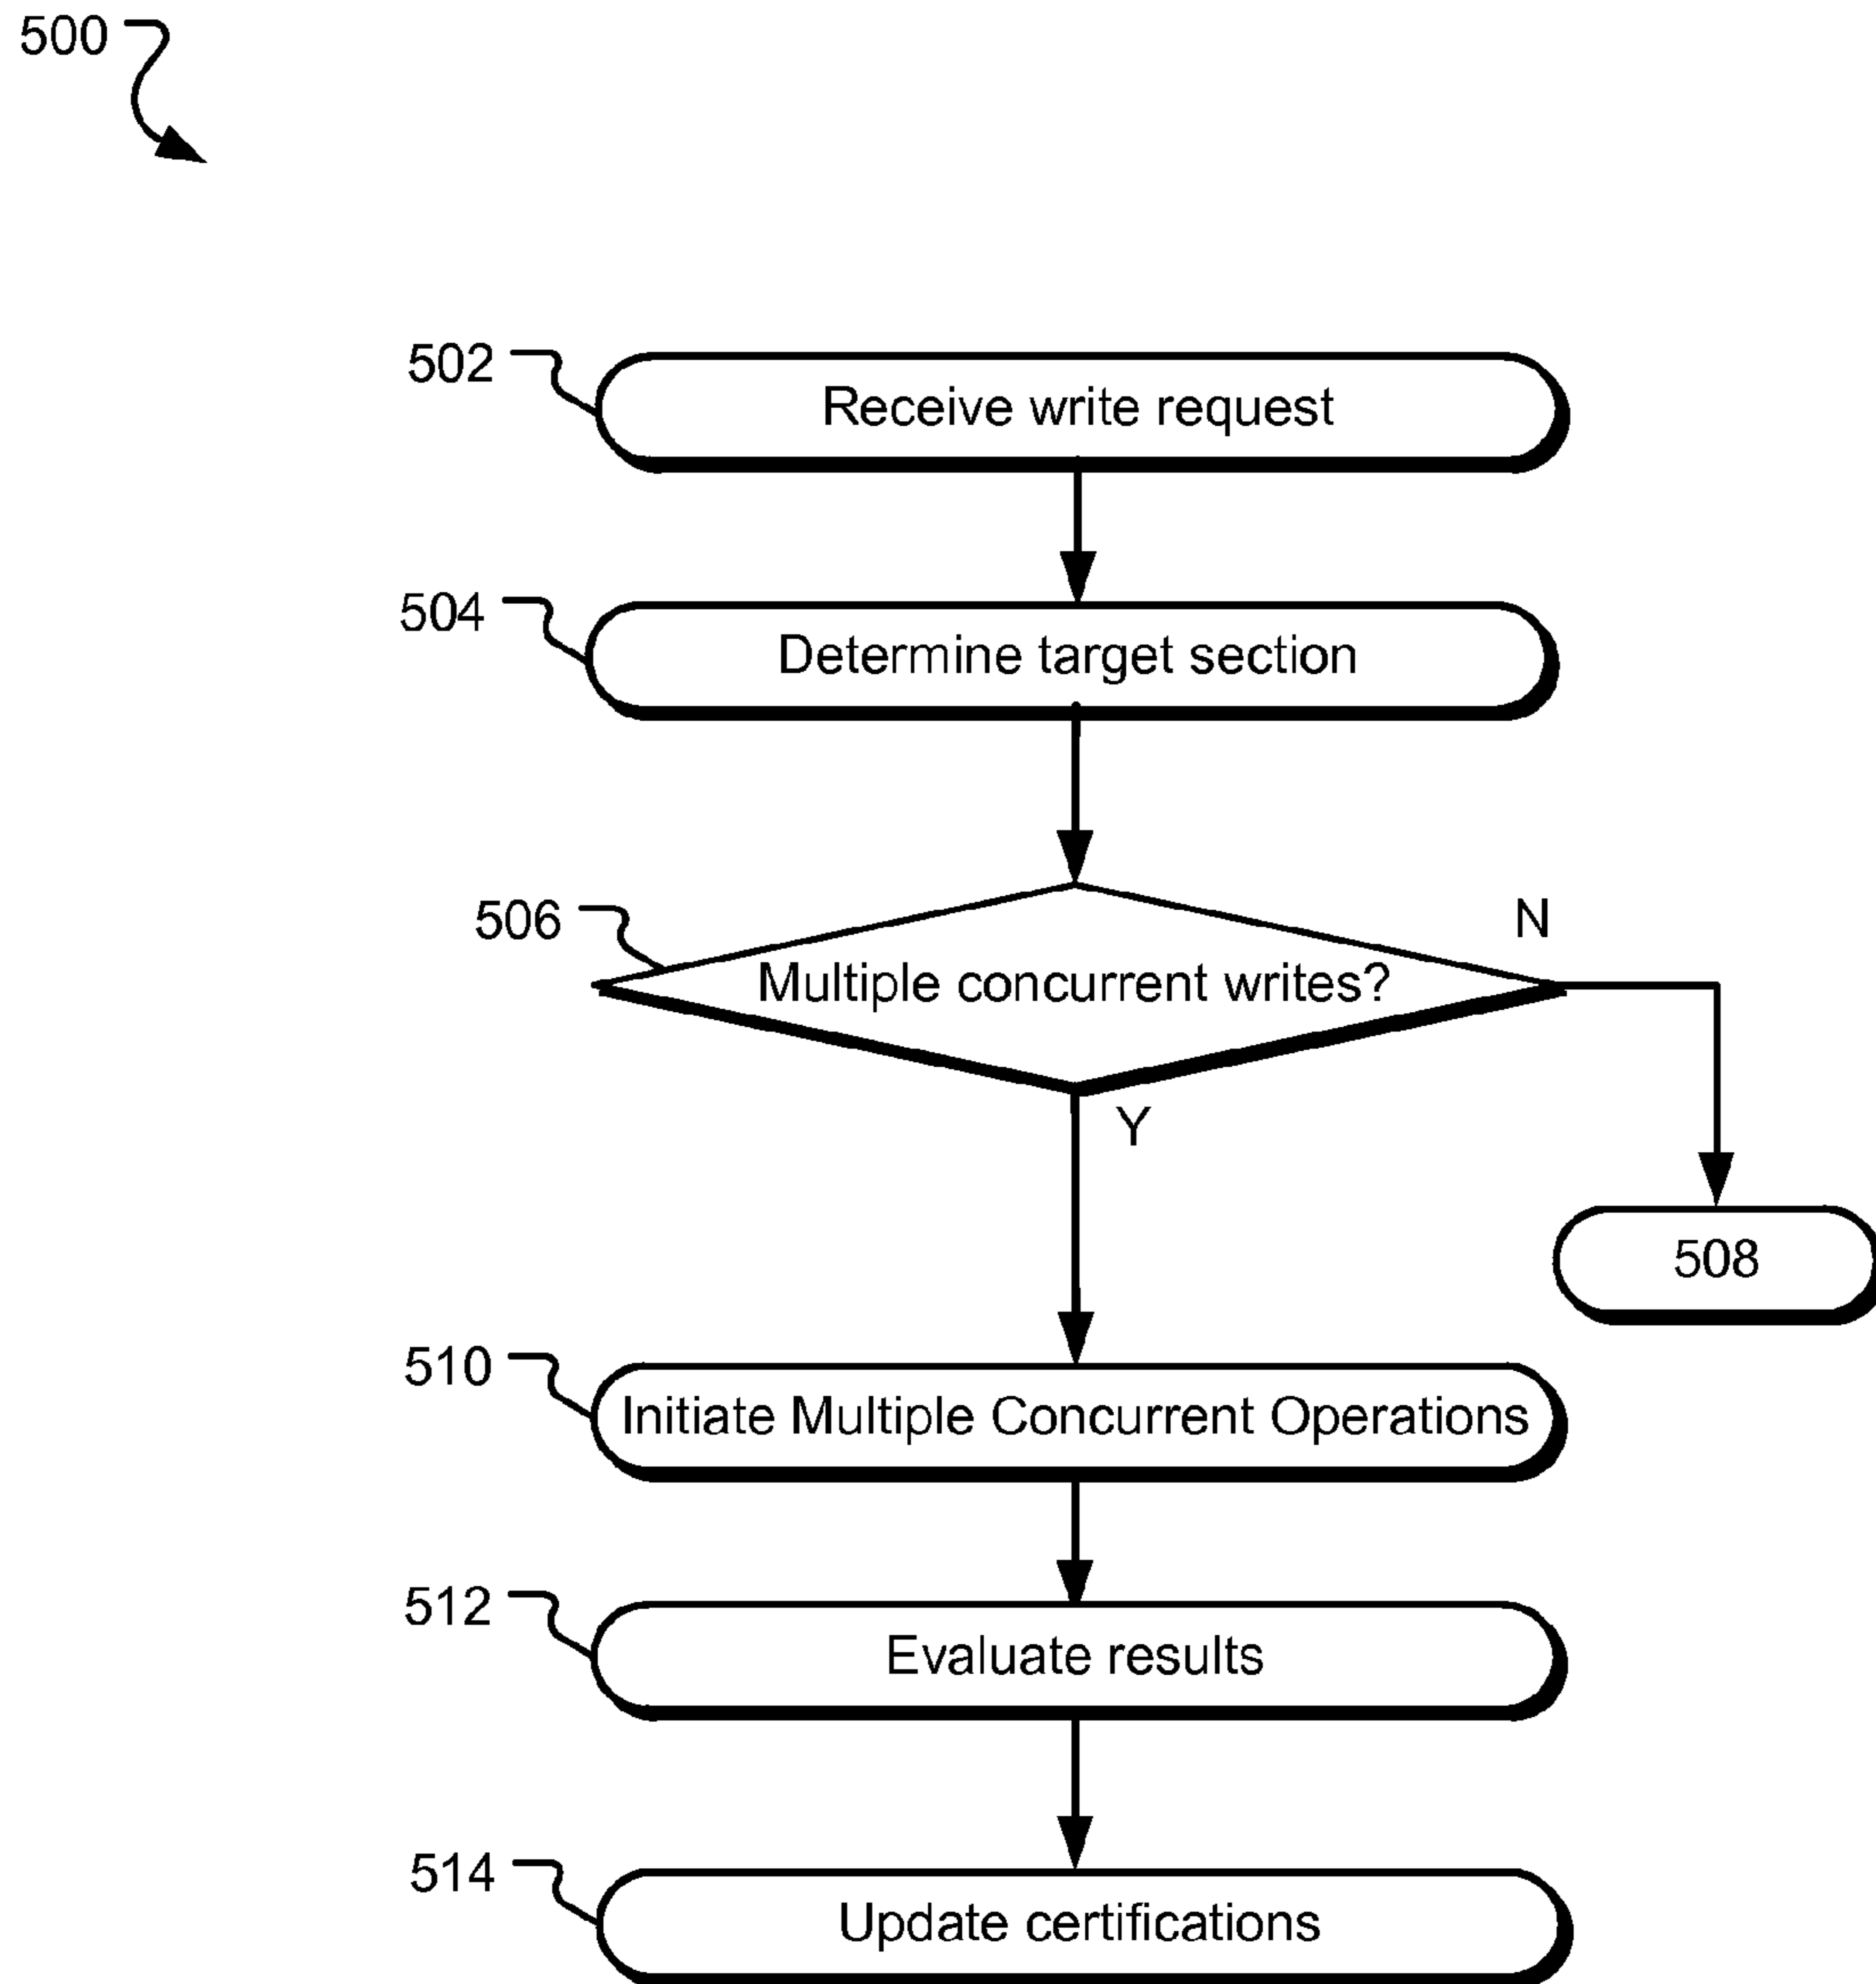 500
502
Receive write request
504
Determine target section
506
N
Multiple concurrent writes?
Y
508
510
Initiate Multiple Concurrent Operations
512
Evaluate results
514
Update certifications